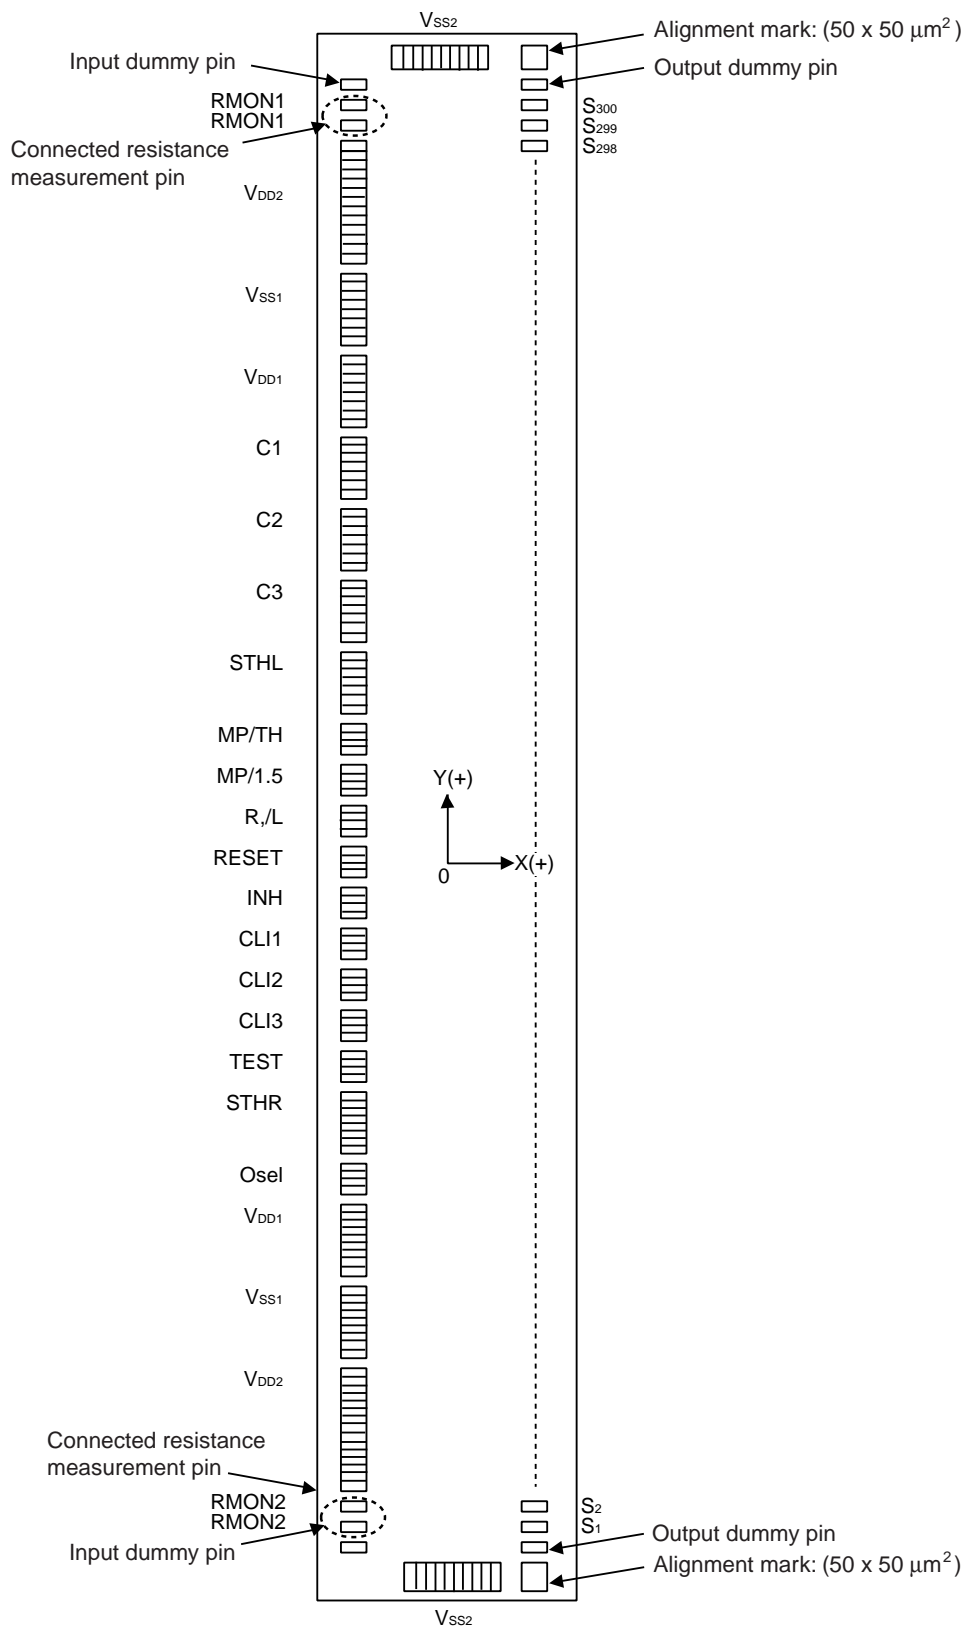 VSS2
Alignment mark: (50 x 50 μm²)
Input dummy pin
Output dummy pin
RMON1
S300
RMON1
S299
Connected resistance
measurement pin
S298
VDD2
VSS1
VDD1
C1
C2
C3
STHL
MP/TH
MP/1.5
Y(+)
R,/L
RESET
X(+)
0
INH
CLI1
CLI2
CLI3
TEST
STHR
Osel
VDD1
VSS1
VDD2
Connected resistance
measurement pin
RMON2
S2
RMON2
S1
Input dummy pin
Output dummy pin
Alignment mark: (50 x 50 μm²)
VSS2